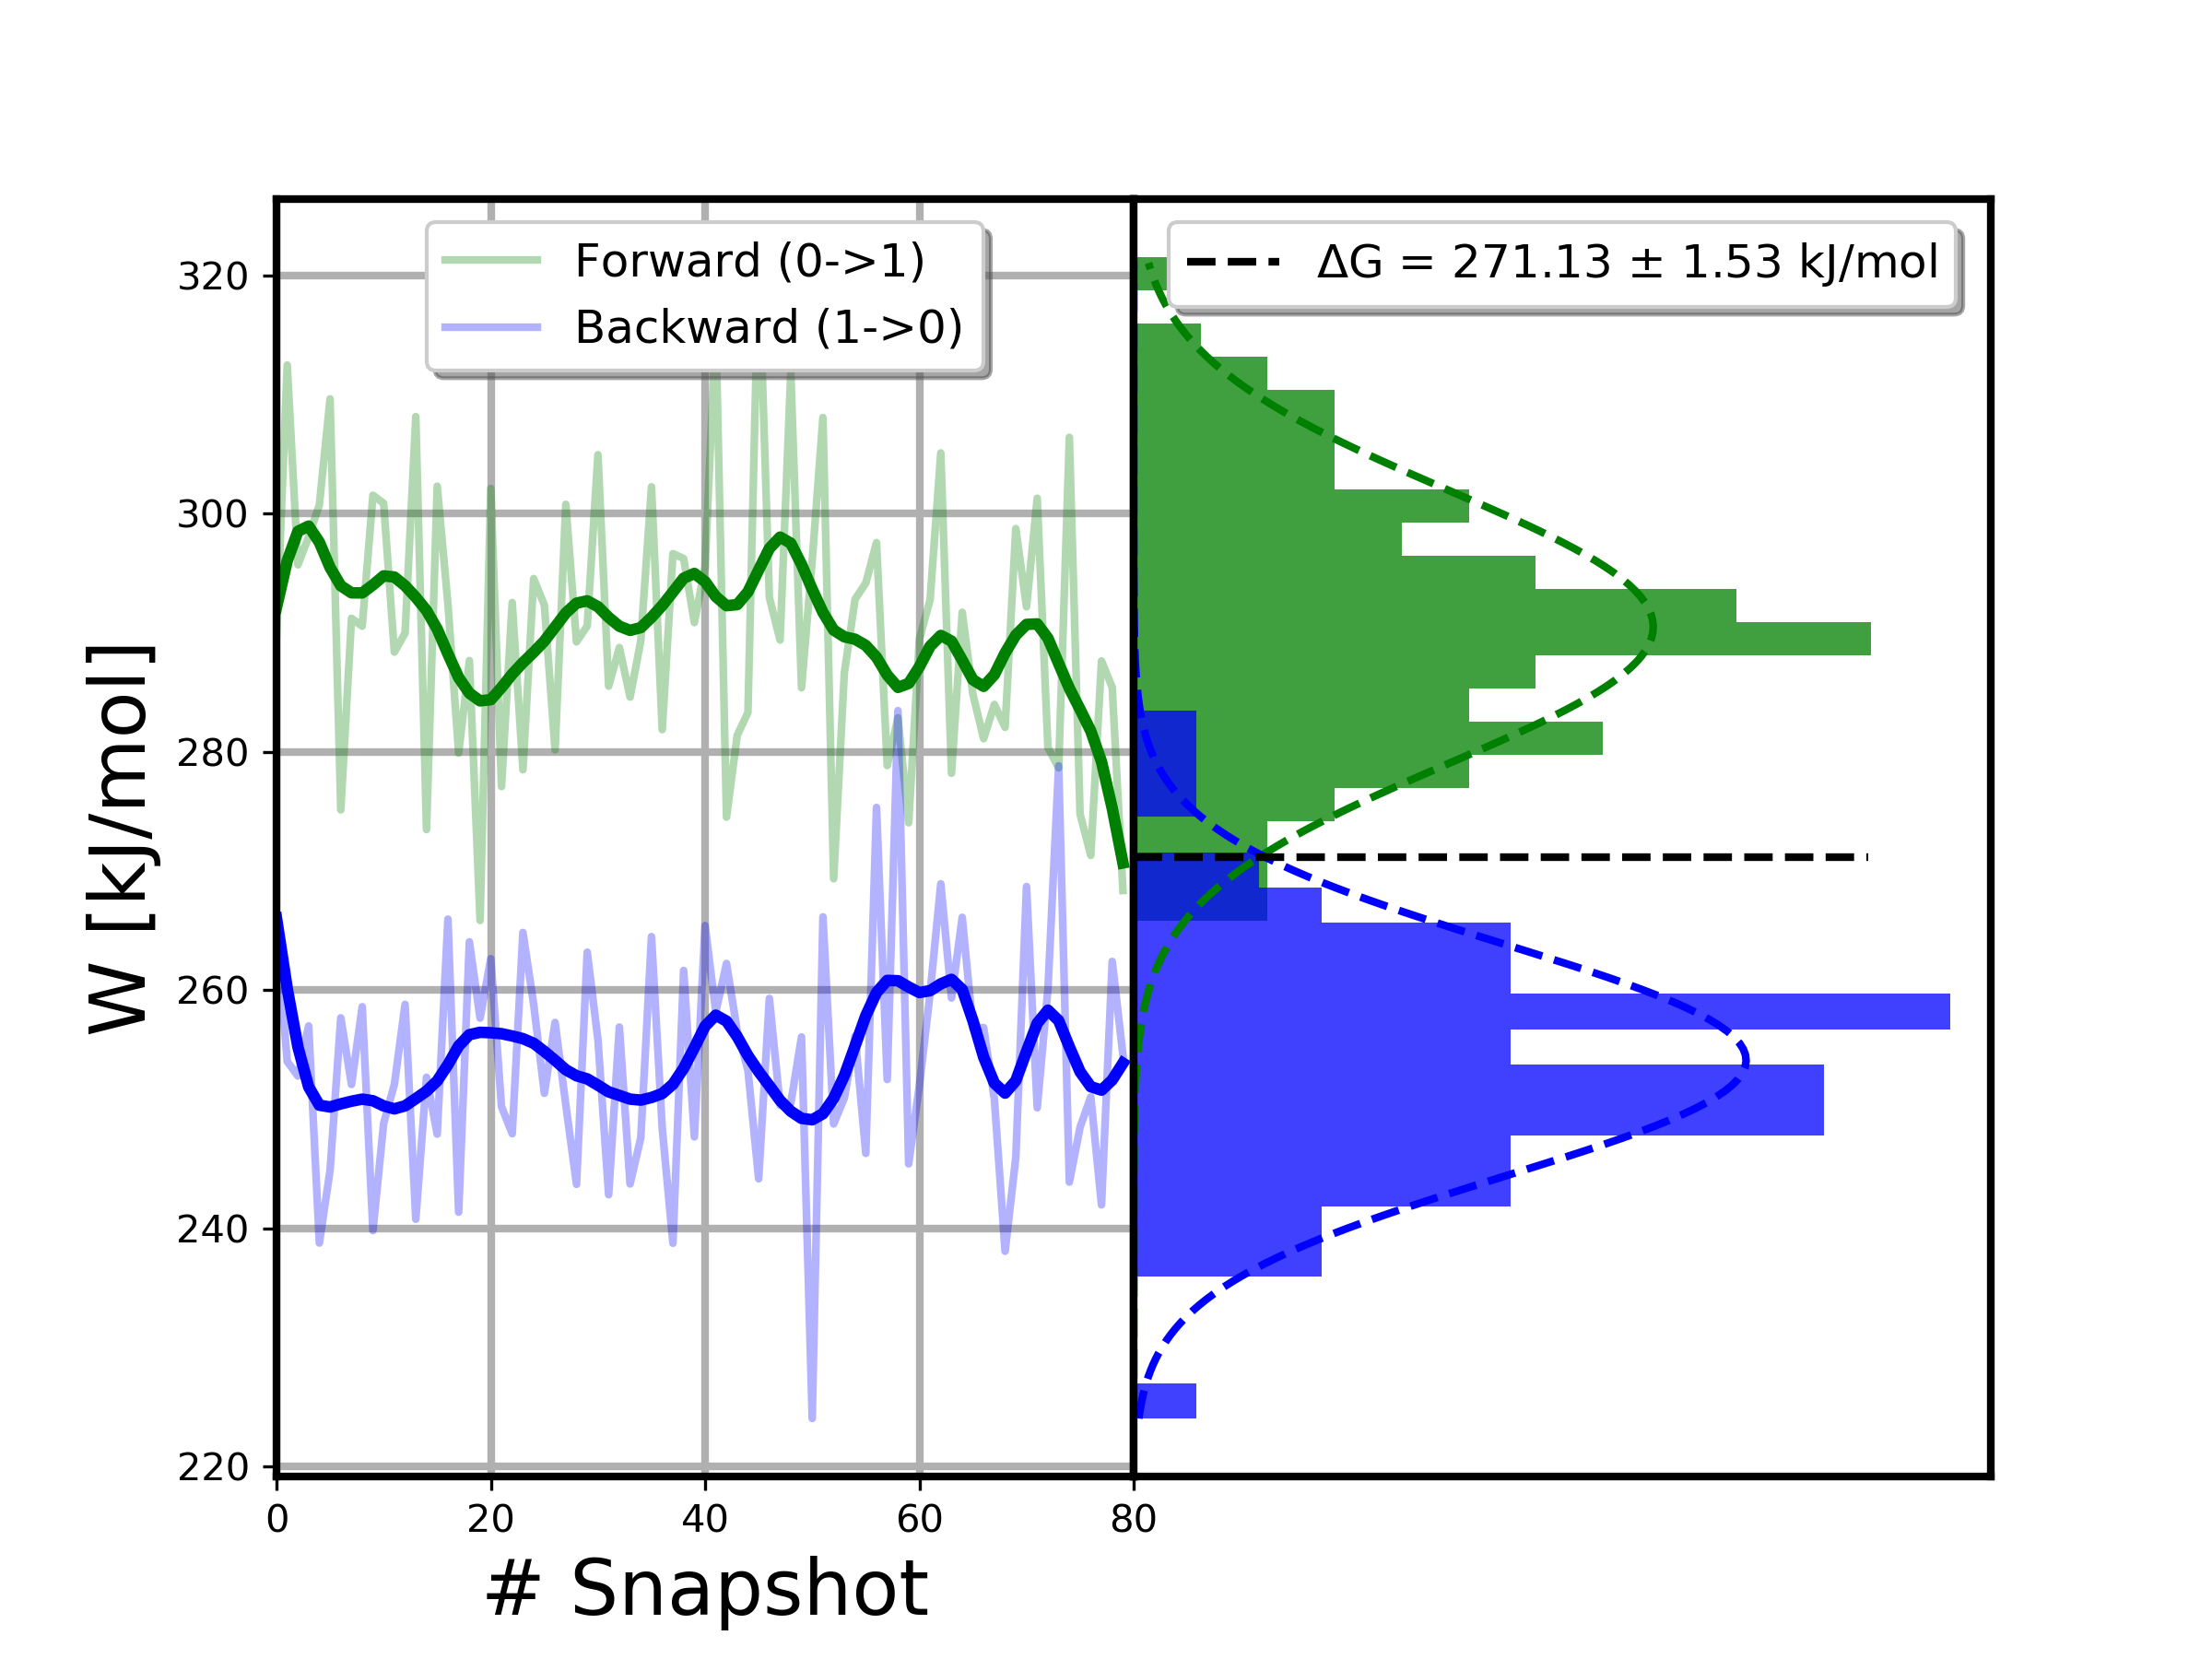 Forward (0->1)
Backward (1->0)
ΔG = 271.13 ± 1.53 kJ/mol
W [kJ/mol]
320
300
280
260
240
220
0 20 40 60 80
# Snapshot